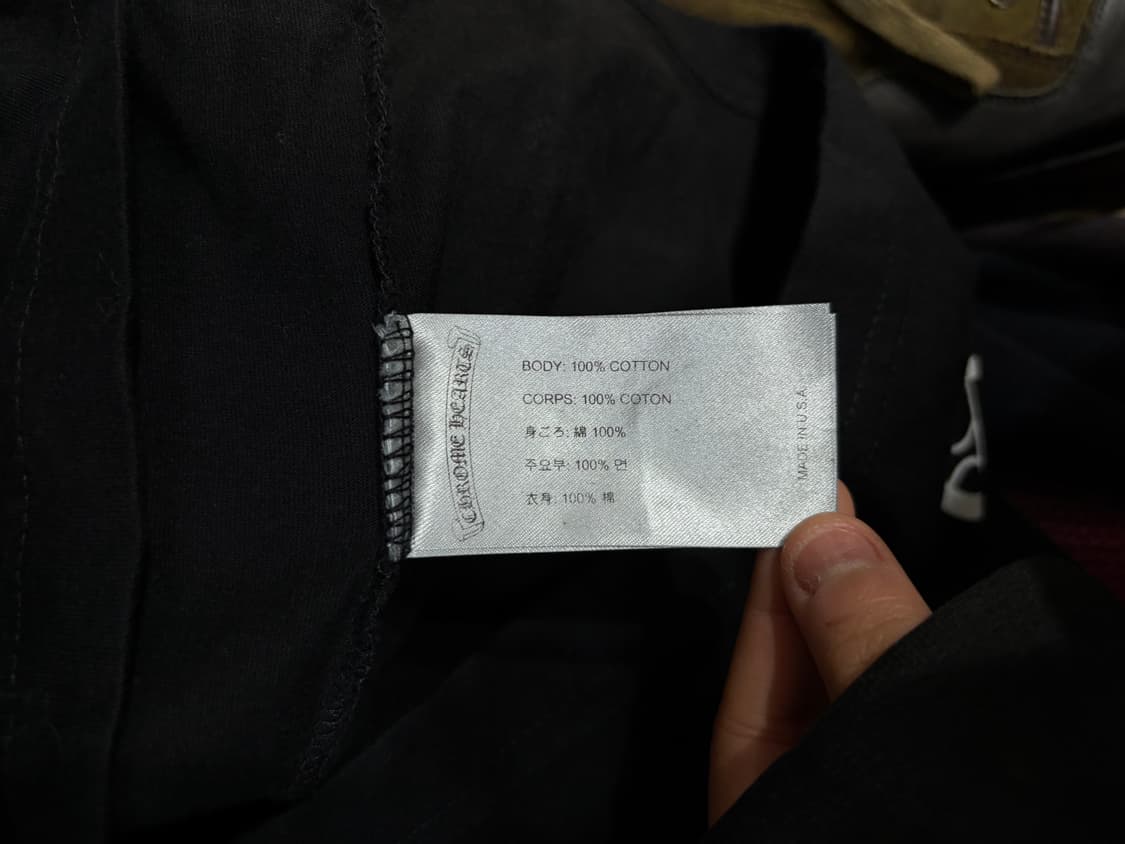 CHROME HEARTS
BODY: 100% COTTON
CORPS: 100% COTON
身ごろ: 綿 100%
주요부: 100% 면
衣身: 100% 棉
MADE IN U.S.A